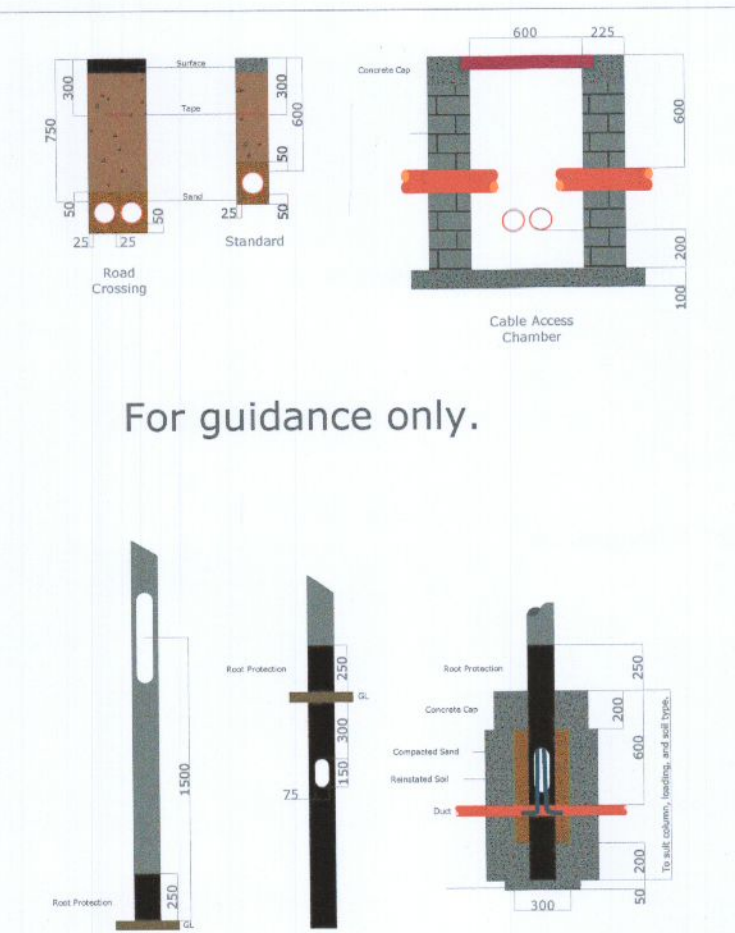 Surface
Tape
Sand
300
750
50
50
25
25
Road
Crossing
300
600
50
50
25
Standard
600
225
Concrete Cap
600
200
100
Cable Access
Chamber
For guidance only.
1500
250
Root Protection
GL
Root Protection
250
GL
300
150
75
Root Protection
250
Concrete Cap
200
Compacted Sand
600
Reinstated Soil
Duct
200
50
300
To suit column, loading, and soil type.